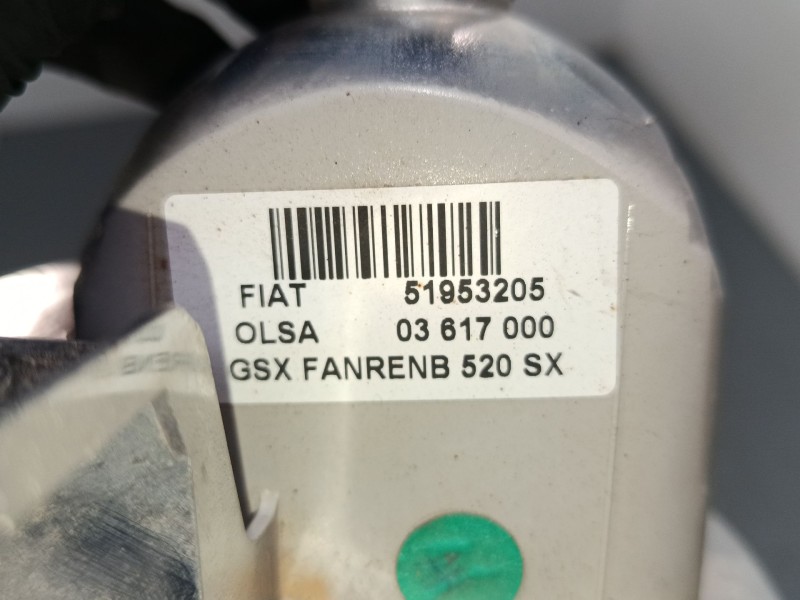 FIAT 51953205
OLSA 03 617 000
GSX FANRENB 520 SX